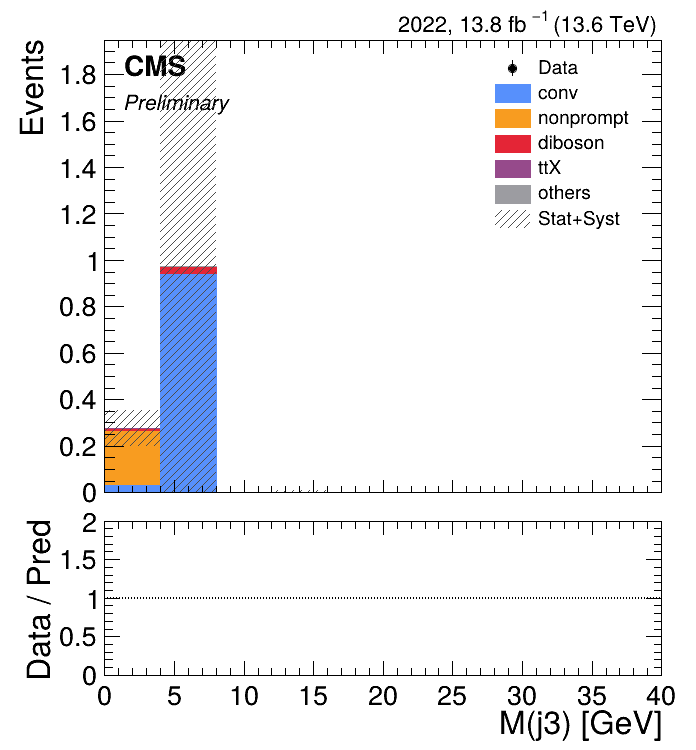 2022, 13.8 fb⁻¹ (13.6 TeV)
CMS
Preliminary
Events
1.8
1.6
1.4
1.2
1
0.8
0.6
0.4
0.2
0
Data
conv
nonprompt
diboson
ttX
others
Stat+Syst
Data / Pred
2
1.5
1
0.5
0
0 5 10 15 20 25 30 35 40
M(j3) [GeV]